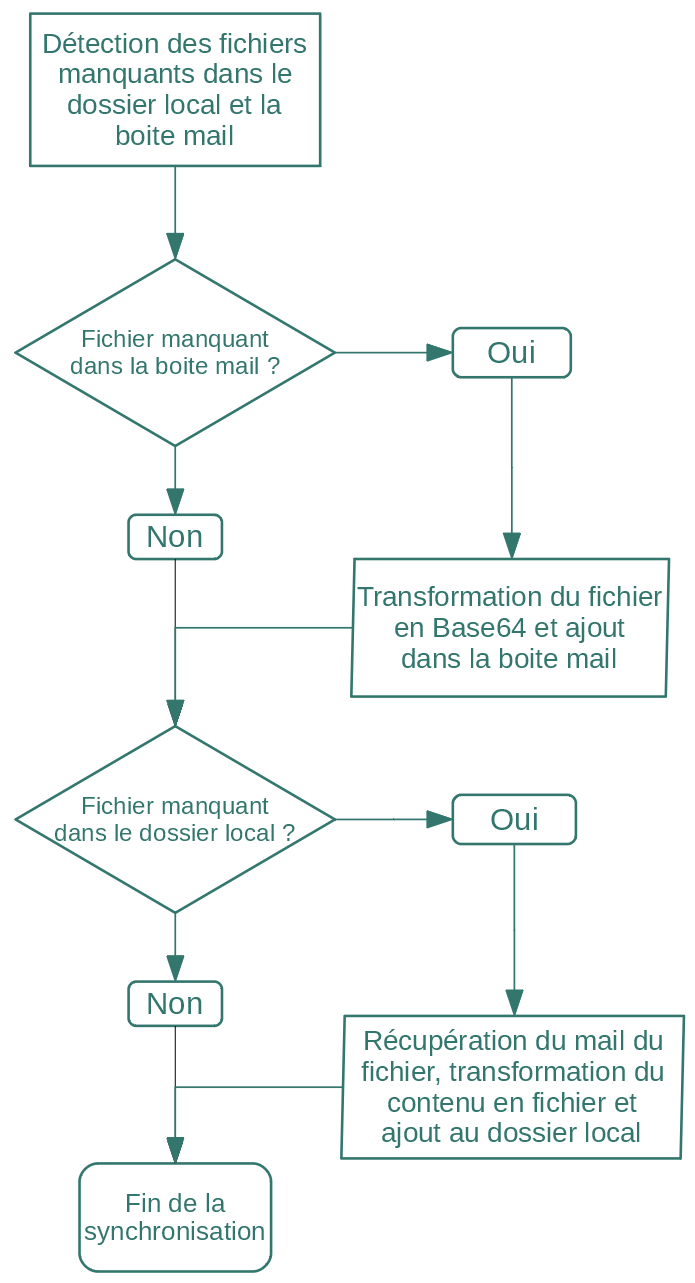 Détection des fichiers
manquants dans le
dossier local et la
boite mail
Fichier manquant
dans la boite mail ?
Oui
Non
Transformation du fichier
en Base64 et ajout
dans la boite mail
Fichier manquant
dans le dossier local ?
Oui
Non
Récupération du mail du
fichier, transformation du
contenu en fichier et
ajout au dossier local
Fin de la
synchronisation